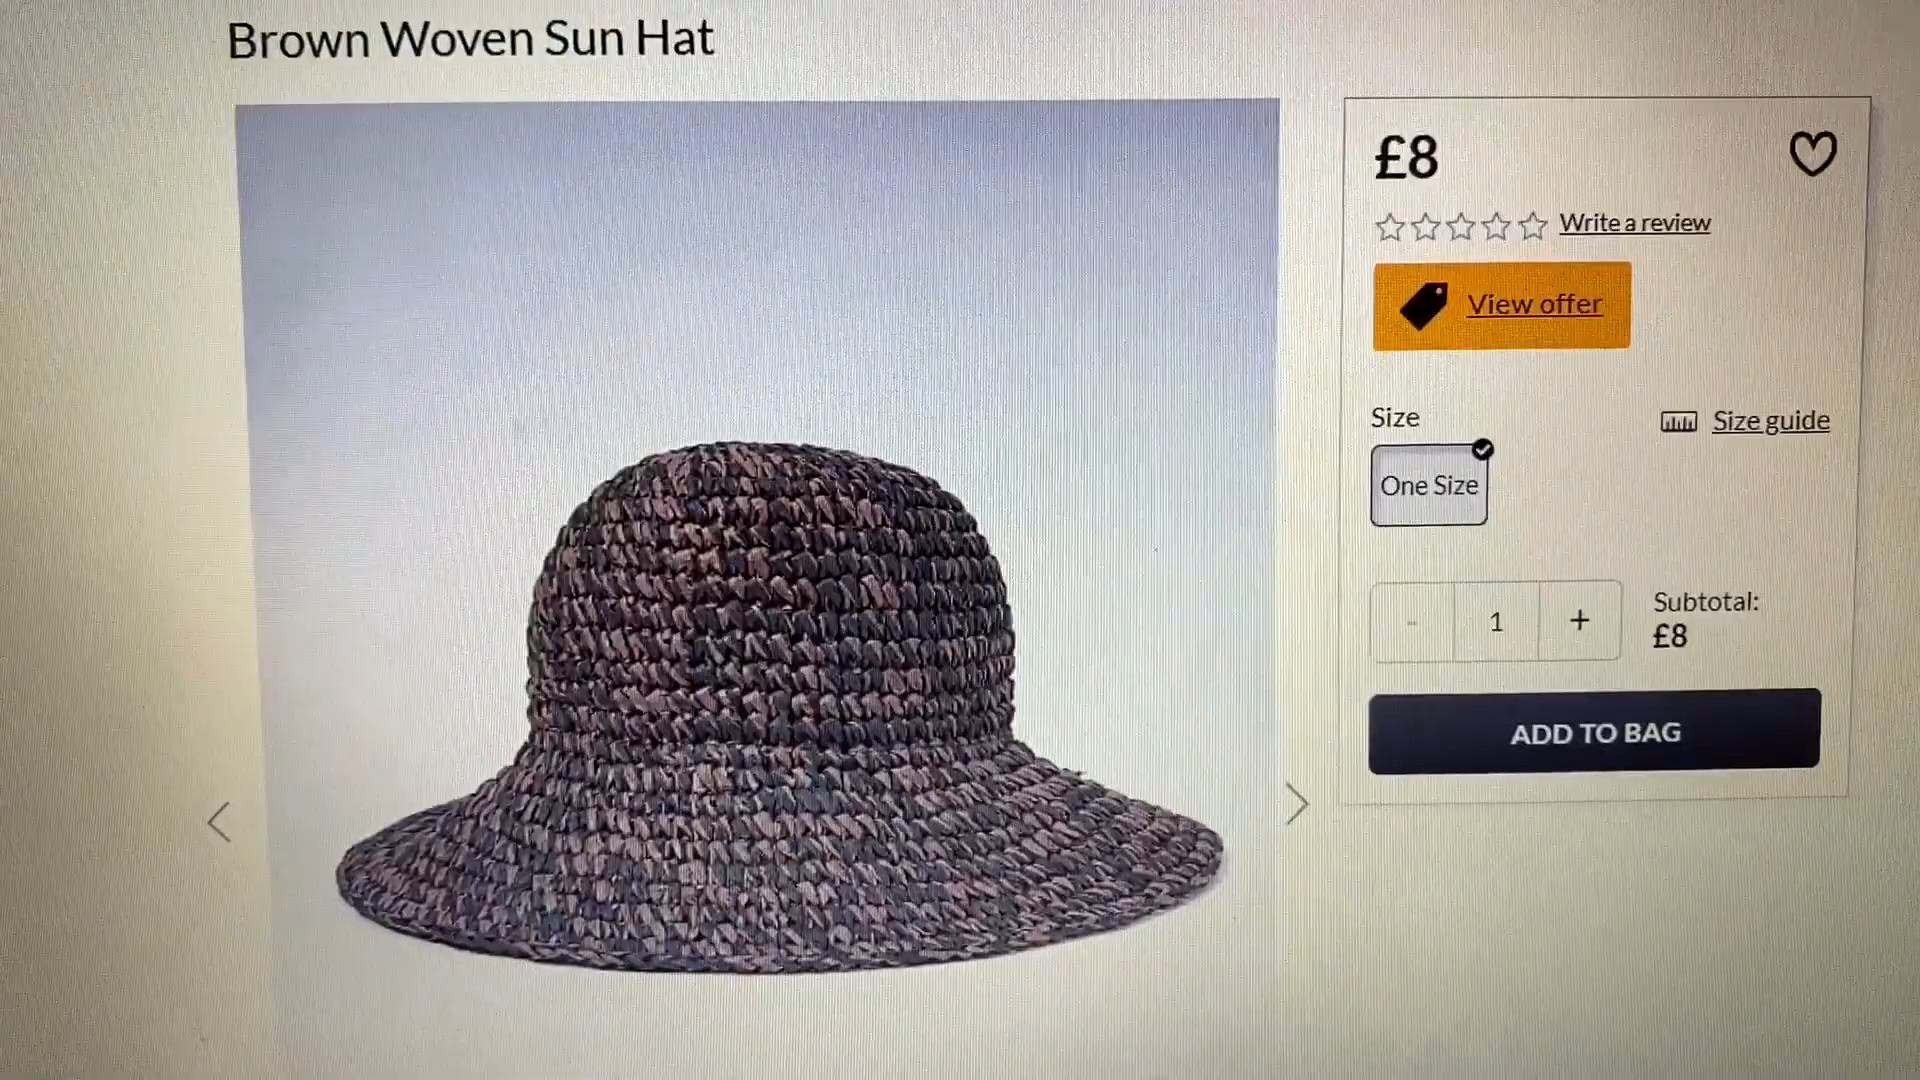 Brown Woven Sun Hat
£8
Write a review
View offer
Size
Size guide
One Size
- 1 +
Subtotal:
£8
ADD TO BAG